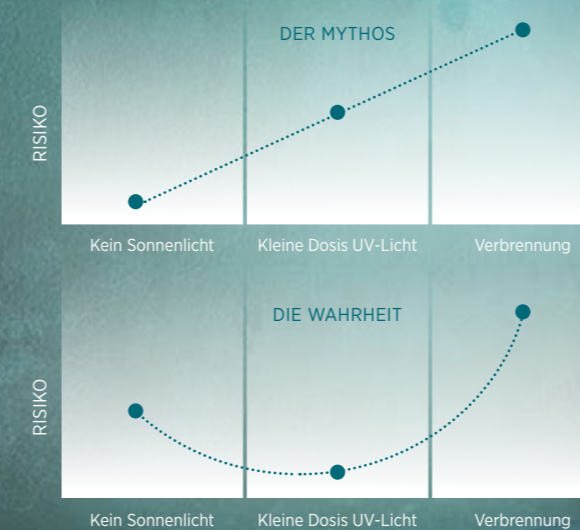 DER MYTHOS
RISIKO
Kein Sonnenlicht
Kleine Dosis UV-Licht
Verbrennung
DIE WAHRHEIT
RISIKO
Kein Sonnenlicht
Kleine Dosis UV-Licht
Verbrennung